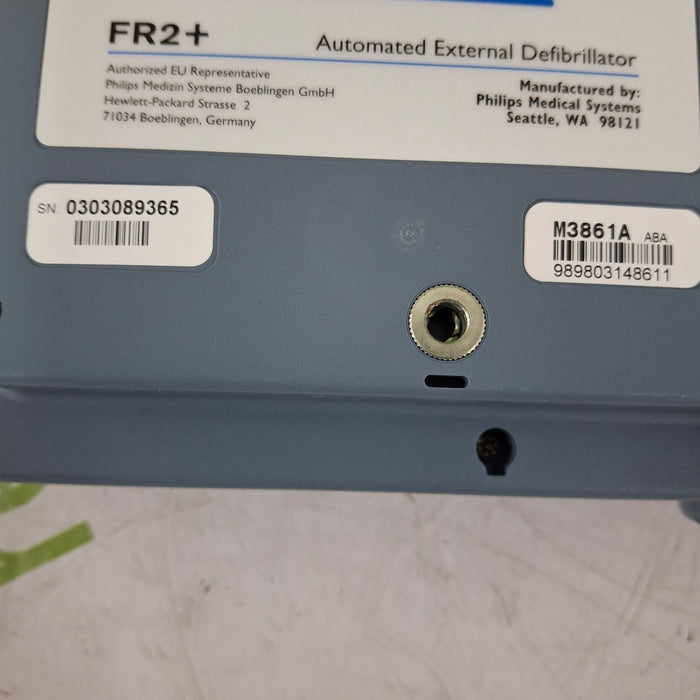 FR2+
Automated External Defibrillator
Authorized EU Representative
Philips Medizin Systeme Boeblingen GmbH
Hewlett-Packard Strasse 2
71034 Boeblingen, Germany
Manufactured by:
Philips Medical Systems
Seattle, WA 98121
SN: 0303089365
M3861A ABA
989803148611